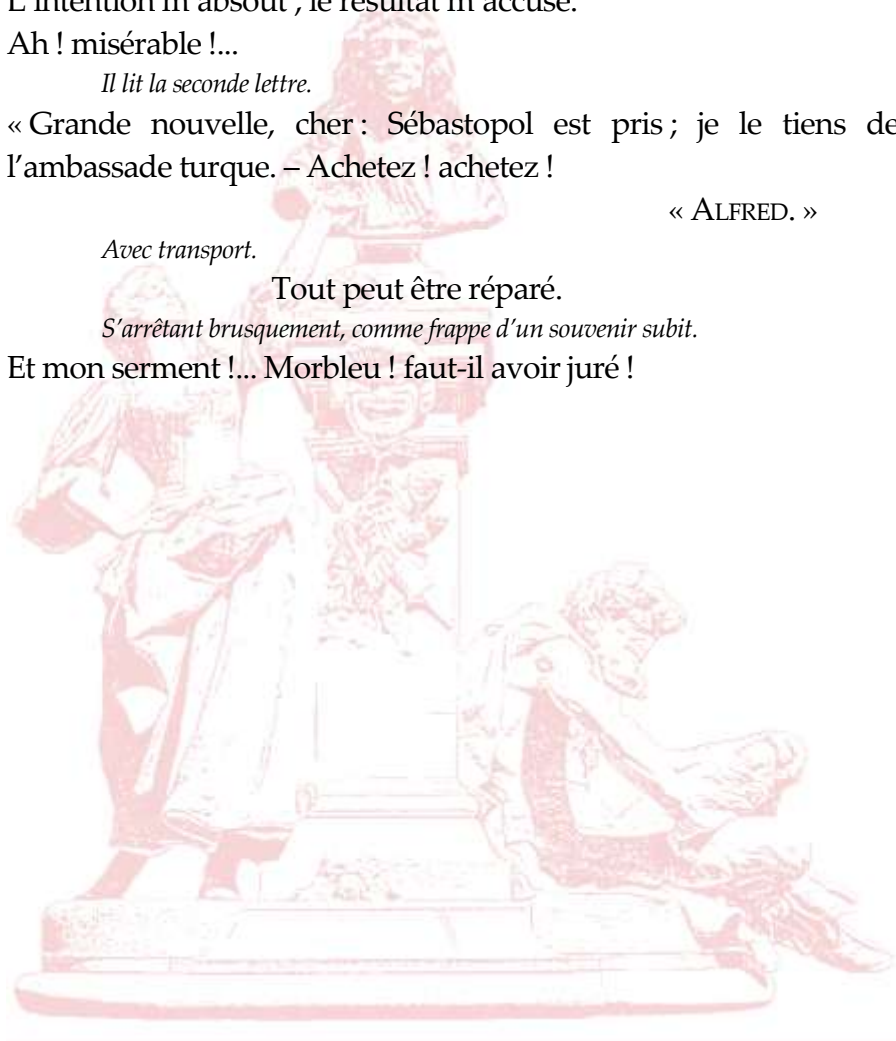 L'intention m'absout ; le résultat m'accuse.
Ah ! misérable !...
Il lit la seconde lettre.
« Grande nouvelle, cher : Sébastopol est pris ; je le tiens de
l'ambassade turque. – Achetez ! achetez !
« ALFRED. »
Avec transport.
Tout peut être réparé.
S'arrêtant brusquement, comme frappe d'un souvenir subit.
Et mon serment !... Morbleu ! faut-il avoir juré !